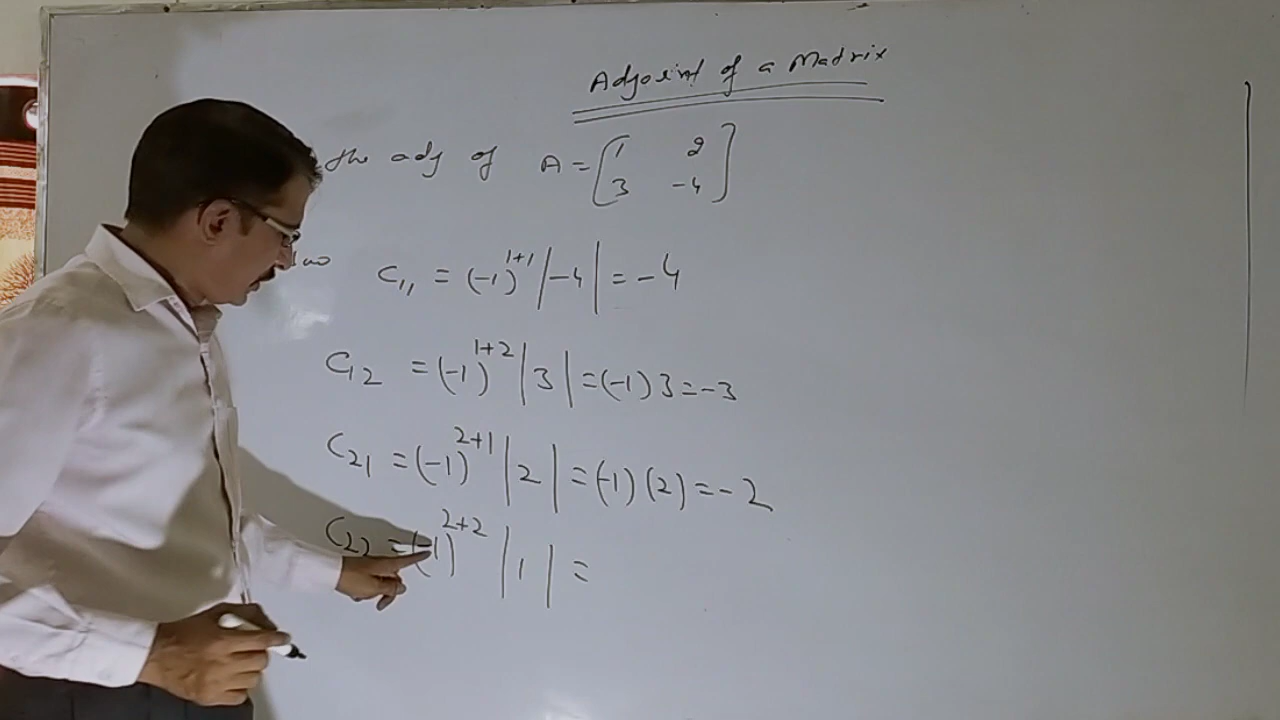 Adjoint of a Matrix
the adj of A = [1 2
3 -4]
C₁₁ = (-1)¹⁺¹ |-4| = -4
C₁₂ = (-1)¹⁺² |3| = (-1) 3 = -3
C₂₁ = (-1)²⁺¹ |2| = (-1) (2) = -2
C₂₂ = (-1)²⁺² |1| =